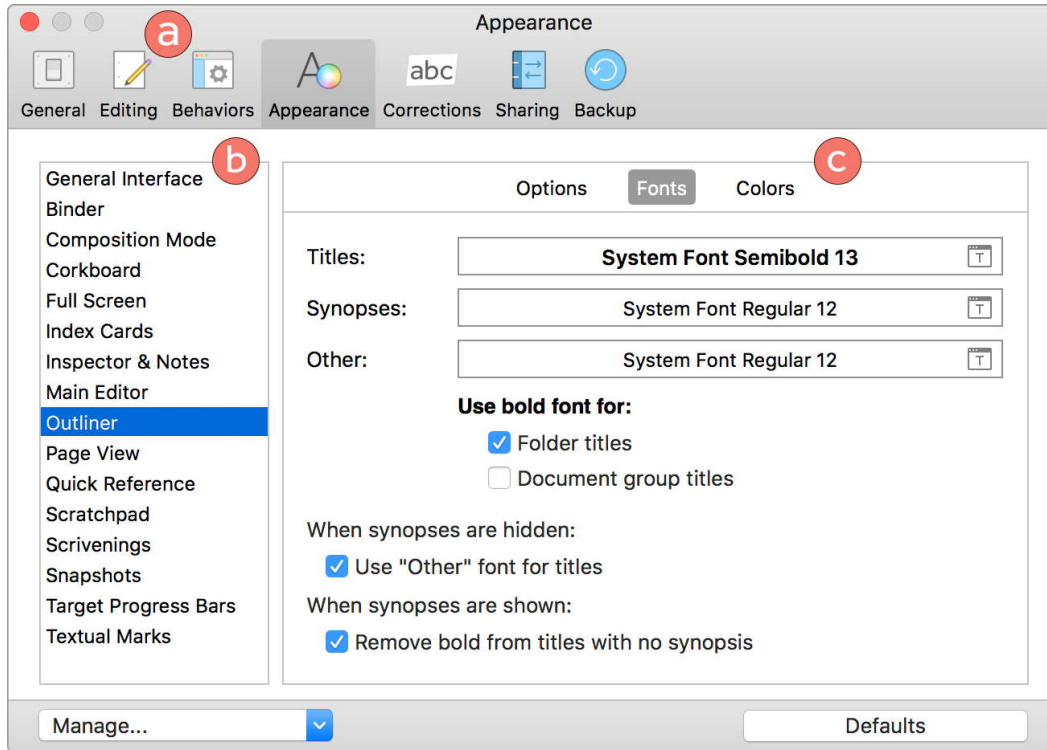 Appearance
a
abc
General Editing Behaviors Appearance Corrections Sharing Backup
b
General Interface
Binder
Composition Mode
Corkboard
Full Screen
Index Cards
Inspector & Notes
Main Editor
Outliner
Page View
Quick Reference
Scratchpad
Scrivenings
Snapshots
Target Progress Bars
Textual Marks
c
Options Fonts Colors
Titles: System Font Semibold 13 T
Synopses: System Font Regular 12 T
Other: System Font Regular 12 T
Use bold font for:
Folder titles
Document group titles
When synopses are hidden:
Use "Other" font for titles
When synopses are shown:
Remove bold from titles with no synopsis
Manage... Defaults